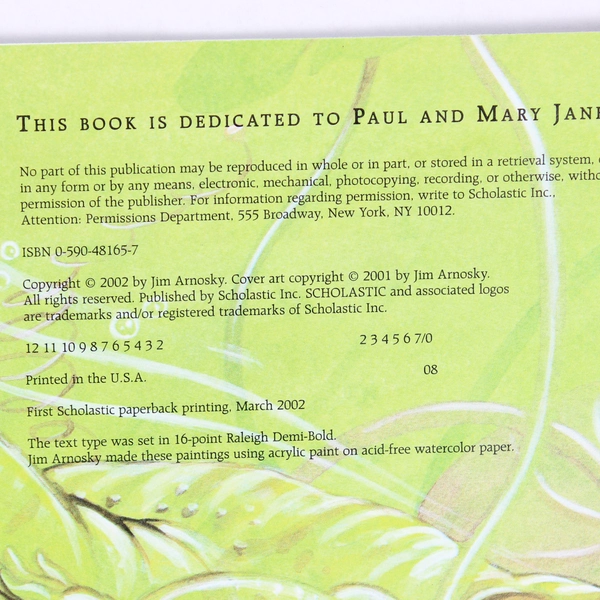 THIS BOOK IS DEDICATED TO PAUL AND MARY JANE
No part of this publication may be reproduced in whole or in part, or stored in a retrieval system,
in any form or by any means, electronic, mechanical, photocopying, recording, or otherwise,
permission of the publisher. For information regarding permission, write to Scholastic Inc.,
Attention: Permissions Department, 555 Broadway, New York, NY 10012.
ISBN 0-590-48165-7
Copyright © 2002 by Jim Arnosky. Cover art copyright © 2001 by Jim Arnosky.
All rights reserved. Published by Scholastic Inc. SCHOLASTIC and associated logos
are trademarks and/or registered trademarks of Scholastic Inc.
12 11 10 9 8 7 6 5 4 3 2 2 3 4 5 6 7/0
Printed in the U.S.A. 08
First Scholastic paperback printing, March 2002
The text type was set in 16-point Raleigh Demi-Bold.
Jim Arnosky made these paintings using acrylic paint on acid-free watercolor paper.